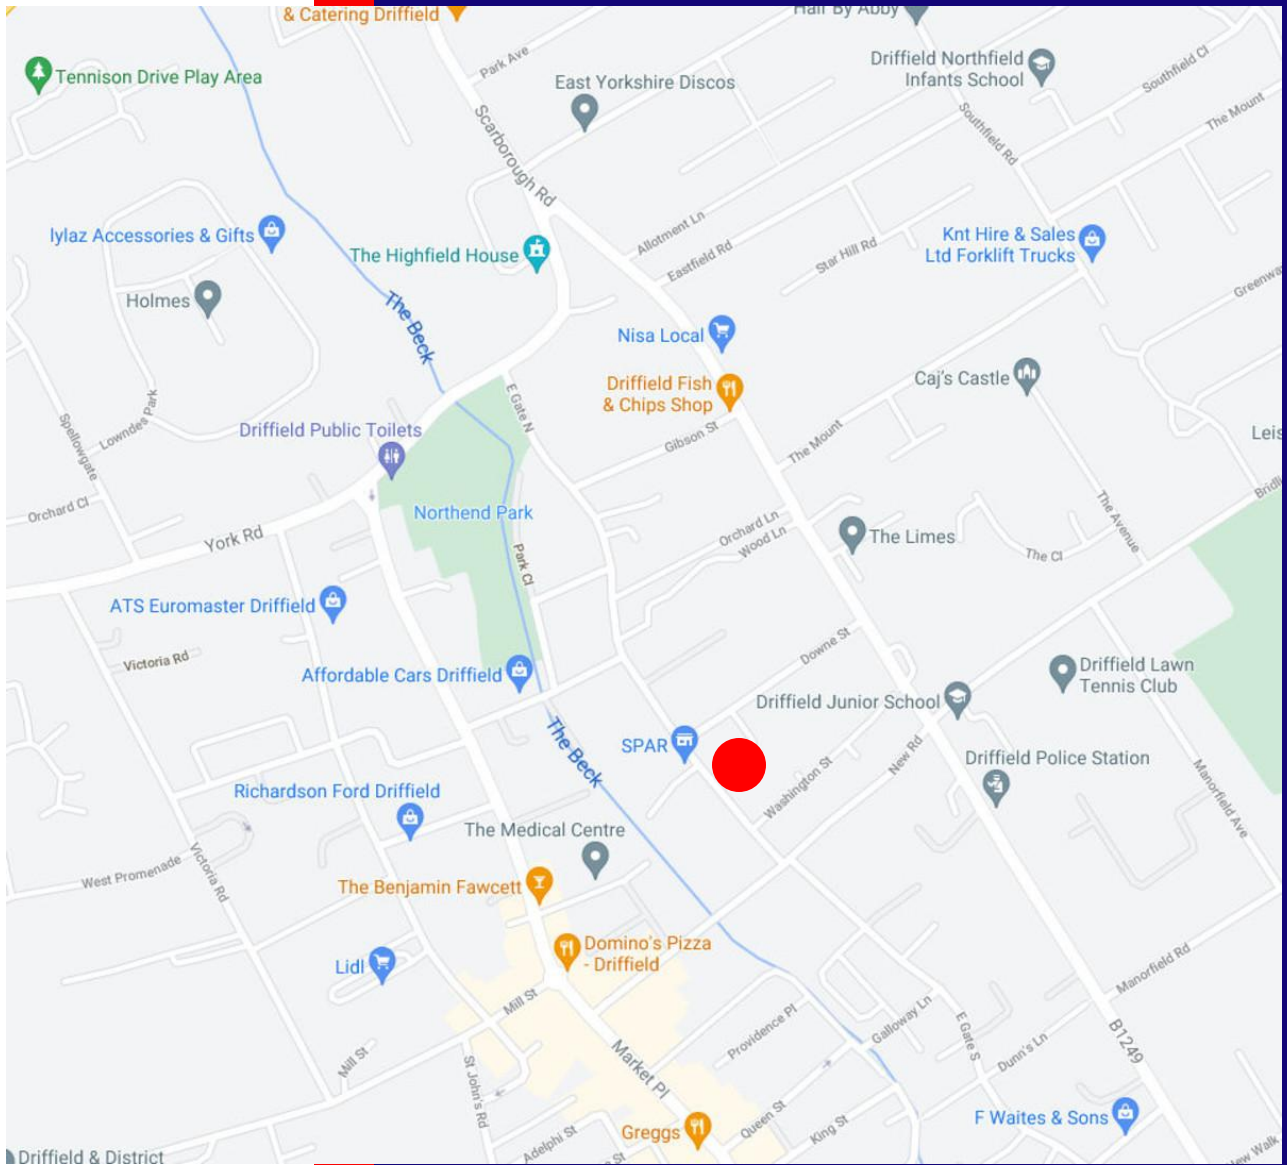 & Catering Driffield
Hair By Abby
Park Ave
Driffield Northfield
Infants School
Southfield Cl
Tennison Drive Play Area
East Yorkshire Discos
The Mount
Scarborough Rd
Southfield Rd
lylaz Accessories & Gifts
The Highfield House
Allotment Ln
Eastfield Rd
Star Hill Rd
Knt Hire & Sales
Ltd Forklift Trucks
Holmes
The Beck
Nisa Local
Driffield Fish
& Chips Shop
Caj's Castle
E Gate N
Lowndes Park
Spellowgate
Driffield Public Toilets
Gibson St
The Mount
Orchard Cl
York Rd
Northend Park
Orchard Ln
Wood Ln
The Limes
The Cl
The Avenue
Park Cl
ATS Euromaster Driffield
Victoria Rd
Affordable Cars Driffield
Downe St
Driffield Lawn
Tennis Club
Driffield Junior School
The Beck
SPAR
New Rd
Washington St
Driffield Police Station
Manorfield Ave
Richardson Ford Driffield
The Medical Centre
West Promenade
Victoria Rd
The Benjamin Fawcett
Domino's Pizza
- Driffield
Lidl
Manorfield Rd
Mill St
Providence Pl
Galloway Ln
E Gate S
Dunn's Ln
B1249
Mill St
St John's Rd
Market Pl
F Waites & Sons
Greggs
Queen St
King St
Adelphi St
Driffield & District